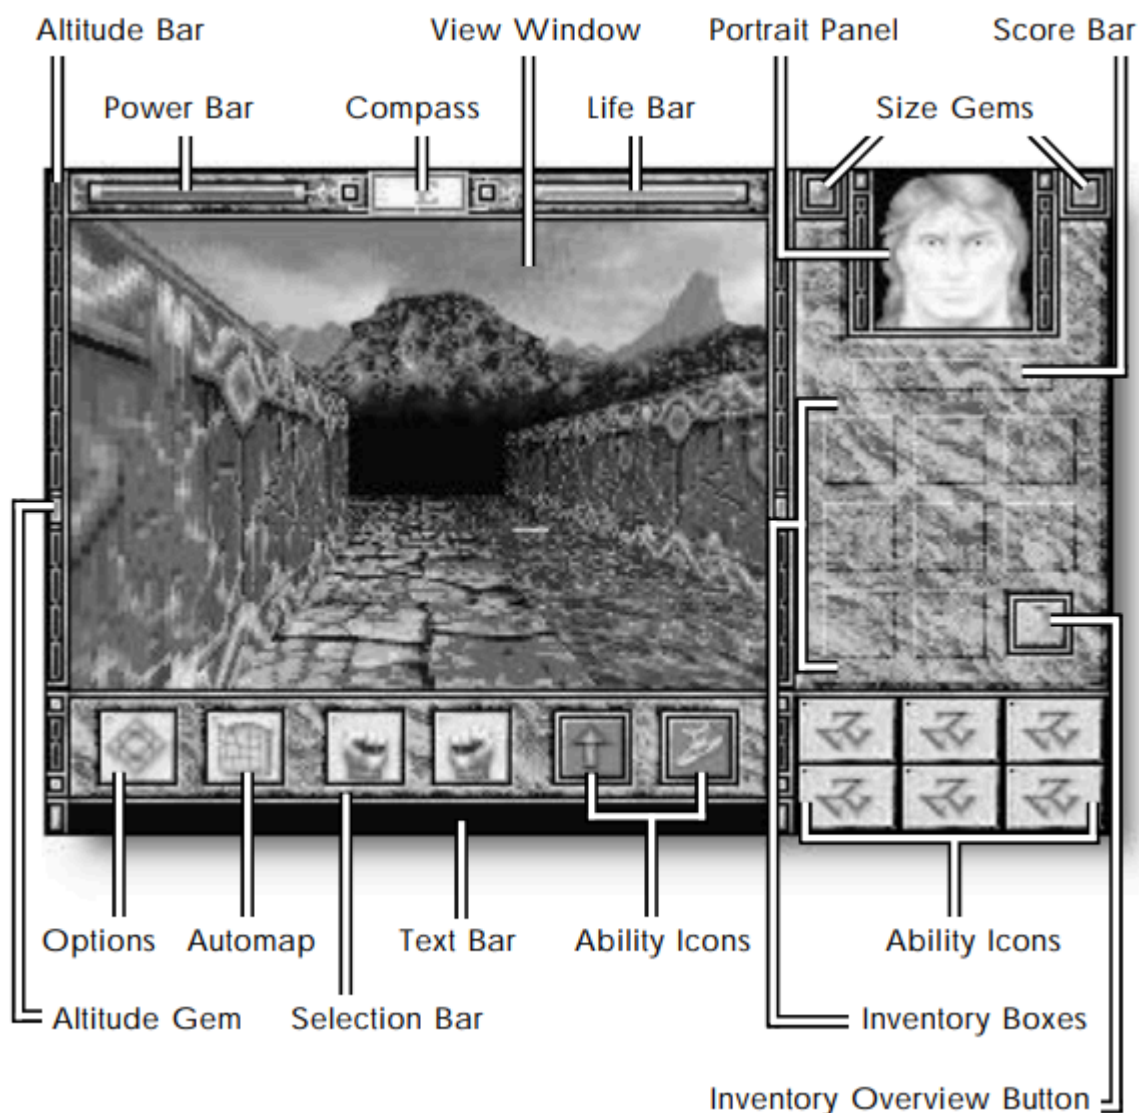 Altitude Bar
View Window
Portrait Panel
Score Bar
Power Bar
Compass
Life Bar
Size Gems
Options
Automap
Text Bar
Ability Icons
Ability Icons
Altitude Gem
Selection Bar
Inventory Boxes
Inventory Overview Button